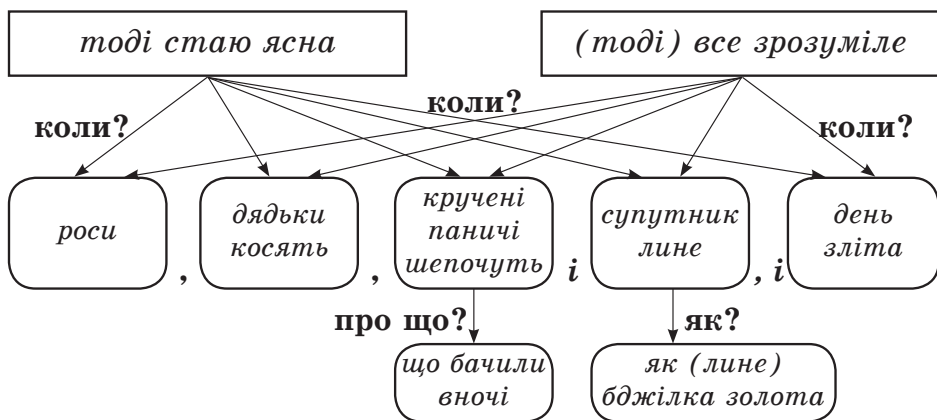 тоді стаю ясна
(тоді) все зрозуміле
коли?
коли?
коли?
роси
,
дядьки
косять
,
кручені
паничі
шепочуть
і
супутник
лине
, і
день
зліта
про що?
як?
що бачили
вночі
як (лине)
бджілка золота